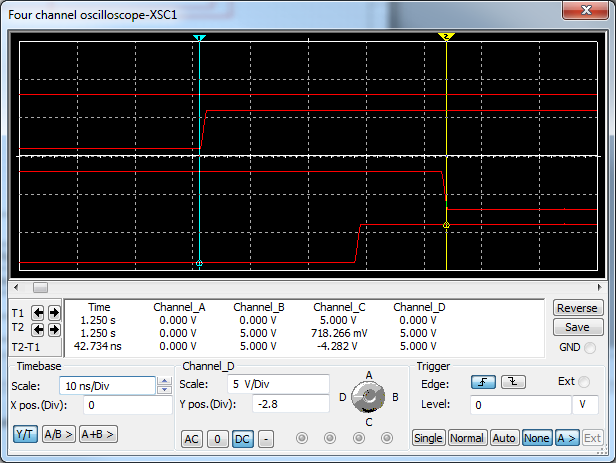 Four channel oscilloscope-XSC1
1
2
T1
T2
T2-T1
Time Channel_A Channel_B Channel_C Channel_D
1.250 s 0.000 V 0.000 V 5.000 V 0.000 V
1.250 s 0.000 V 5.000 V 718.266 mV 5.000 V
42.734 ns 0.000 V 5.000 V -4.282 V 5.000 V
Reverse
Save
GND
Timebase
Scale: 10 ns/Div
X pos.(Div): 0
Y/T A/B > A+B >
Channel_D
Scale: 5 V/Div
Y pos.(Div): -2.8
AC 0 DC -
A
D B
C
Trigger
Edge: Ext
Level: 0 V
Single Normal Auto None A > Ext